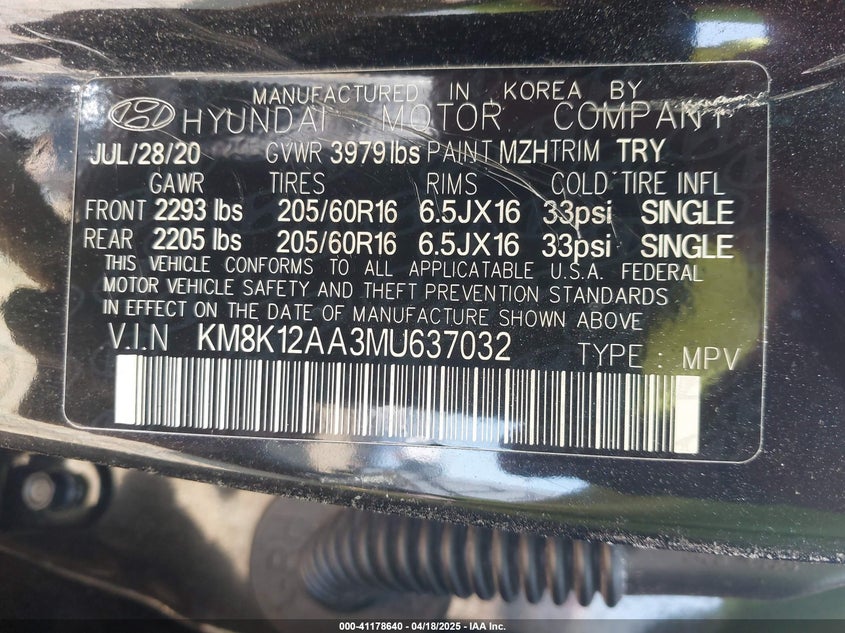 MANUFACTURED IN KOREA BY
HYUNDAI MOTOR COMPANY
JUL/28/20 GVWR 3979 lbs PAINT MZH TRIM TRY
GAWR TIRES RIMS COLD TIRE INFL
FRONT 2293 lbs 205/60R16 6.5JX16 33psi SINGLE
REAR 2205 lbs 205/60R16 6.5JX16 33psi SINGLE
THIS VEHICLE CONFORMS TO ALL APPLICATABLE U.S.A. FEDERAL
MOTOR VEHICLE SAFETY AND THEFT PREVENTION STANDARDS
IN EFFECT ON THE DATE OF MANUFACTURE SHOWN ABOVE
V.I.N KM8K12AA3MU637032 TYPE : MPV
000-41178640 - 04/18/2025 - IAA Inc.